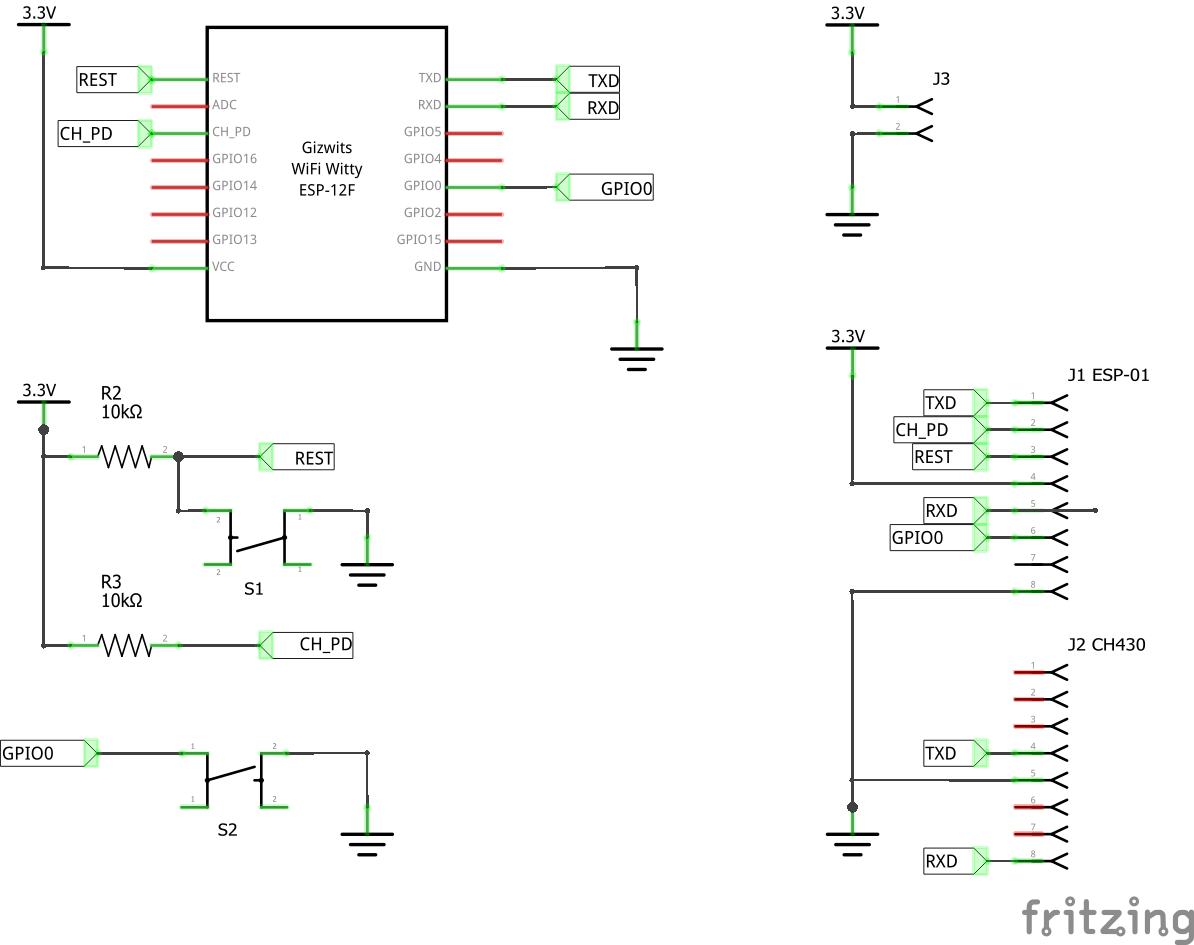 3.3V
REST
CH_PD
REST
ADC
CH_PD
GPIO16
GPIO14
GPIO12
GPIO13
VCC
Gizwits
WiFi Witty
ESP-12F
TXD
RXD
GPIO5
GPIO4
GPIO0
GPIO2
GPIO15
GND
TXD
RXD
GPIO0
3.3V
J3
1
2
3.3V
R2
10kΩ
1
2
REST
2
1
2
1
S1
R3
10kΩ
1
2
CH_PD
GPIO0
1
2
1
2
S2
3.3V
J1 ESP-01
TXD
1
CH_PD
2
REST
3
4
RXD
5
GPIO0
6
7
8
J2 CH430
1
2
3
TXD
4
5
6
7
RXD
8
fritzing